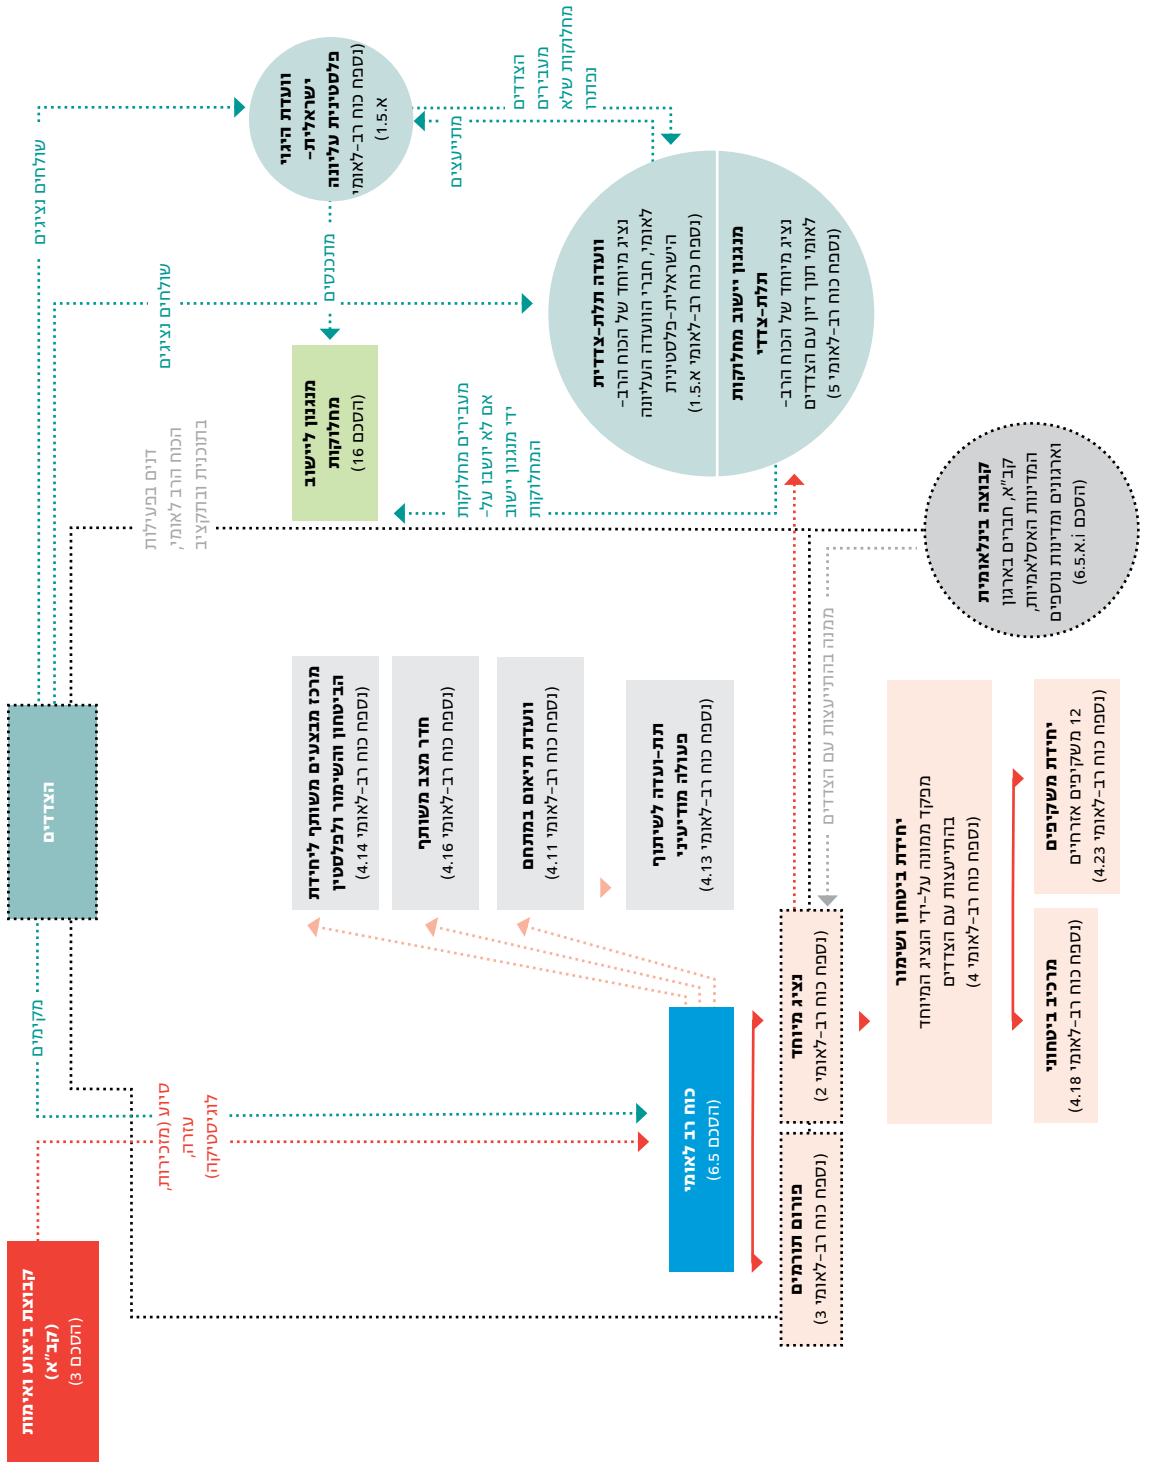 קבוצת ביצוע ואימות
(קב״א)
(הסכם 3)
הצדדים
שולחים נציגים
שולחים נציגים
מקימים
סיוע (מזכירות,
עזרה,
לוגיסטיקה)
דנים בפעילות
הכוח הרב לאומי,
בתוכנית ובתקציב
וועדת היגוי
ישראלית-
פלסטינית עליונה
(נספח כוח רב-לאומי
א.1.5)
מתייעצים
הצדדים
מעבירים
מחלוקות שלא
נפתרו
מתכנסים
מנגנון ליישוב
מחלוקות
(הסכם 16)
מעבירים מחלוקות
אם לא יושבו על-
ידי מנגנון יישוב
המחלוקות
וועדה תלת-צדדית
נציג מיוחד של הכוח הרב-
לאומי, חברי הוועדה העליונה
הישראלית-פלסטינית
(נספח כוח רב-לאומי א.1.5)
מנגנון יישוב מחלוקות
תלת-צדדי
נציג מיוחד של הכוח הרב-
לאומי תוך דיון עם הצדדים
(נספח כוח רב-לאומי 5)
מרכז מבצעים משותף ליחידת
הביטחון והשימור ולפלסטין
(נספח כוח רב-לאומי 4.14)
חדר מצב משותף
(נספח כוח רב-לאומי 4.16)
וועדת תיאום במתחם
(נספח כוח רב-לאומי 4.11)
תת-ועדה לשיתוף
פעולה מודיעיני
(נספח כוח רב-לאומי 4.13)
כוח רב לאומי
(הסכם 6.5)
קבוצה בינלאומית
קב״א, חברים בארגון
המדינות האסלאמיות,
וארגונים ומדינות נוספים
(הסכם 6.5.א.i)
ממנה בהתייעצות עם הצדדים
פורום תורמים
(נספח כוח רב-לאומי 3)
נציג מיוחד
(נספח כוח רב-לאומי 2)
יחידת ביטחון ושימור
מפקד ממונה על-ידי הנציג המיוחד
בהתייעצות עם הצדדים
(נספח כוח רב-לאומי 4)
מרכיב ביטחוני
(נספח כוח רב-לאומי 4.18)
יחידת משקיפים
12 משקיפים אזרחיים
(נספח כוח רב-לאומי 4.23)